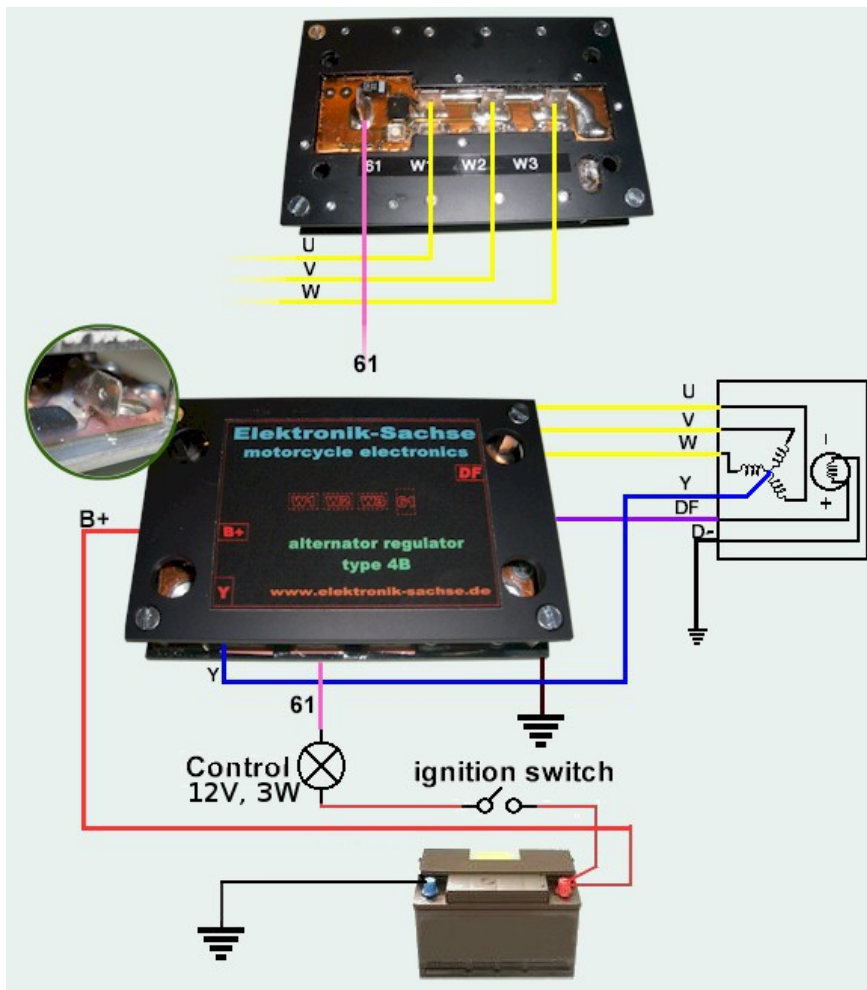 61 W1 W2 W3
U
V
W
61
Elektronik-Sachse
motorcycle electronics
DF
W1 W2 W3 61
B+
alternator regulator
type 4B
Y
www.elektronik-sachse.de
B+
U
V
W
Y
DF
D-
-
+
Y
61
Control
12V, 3W
ignition switch